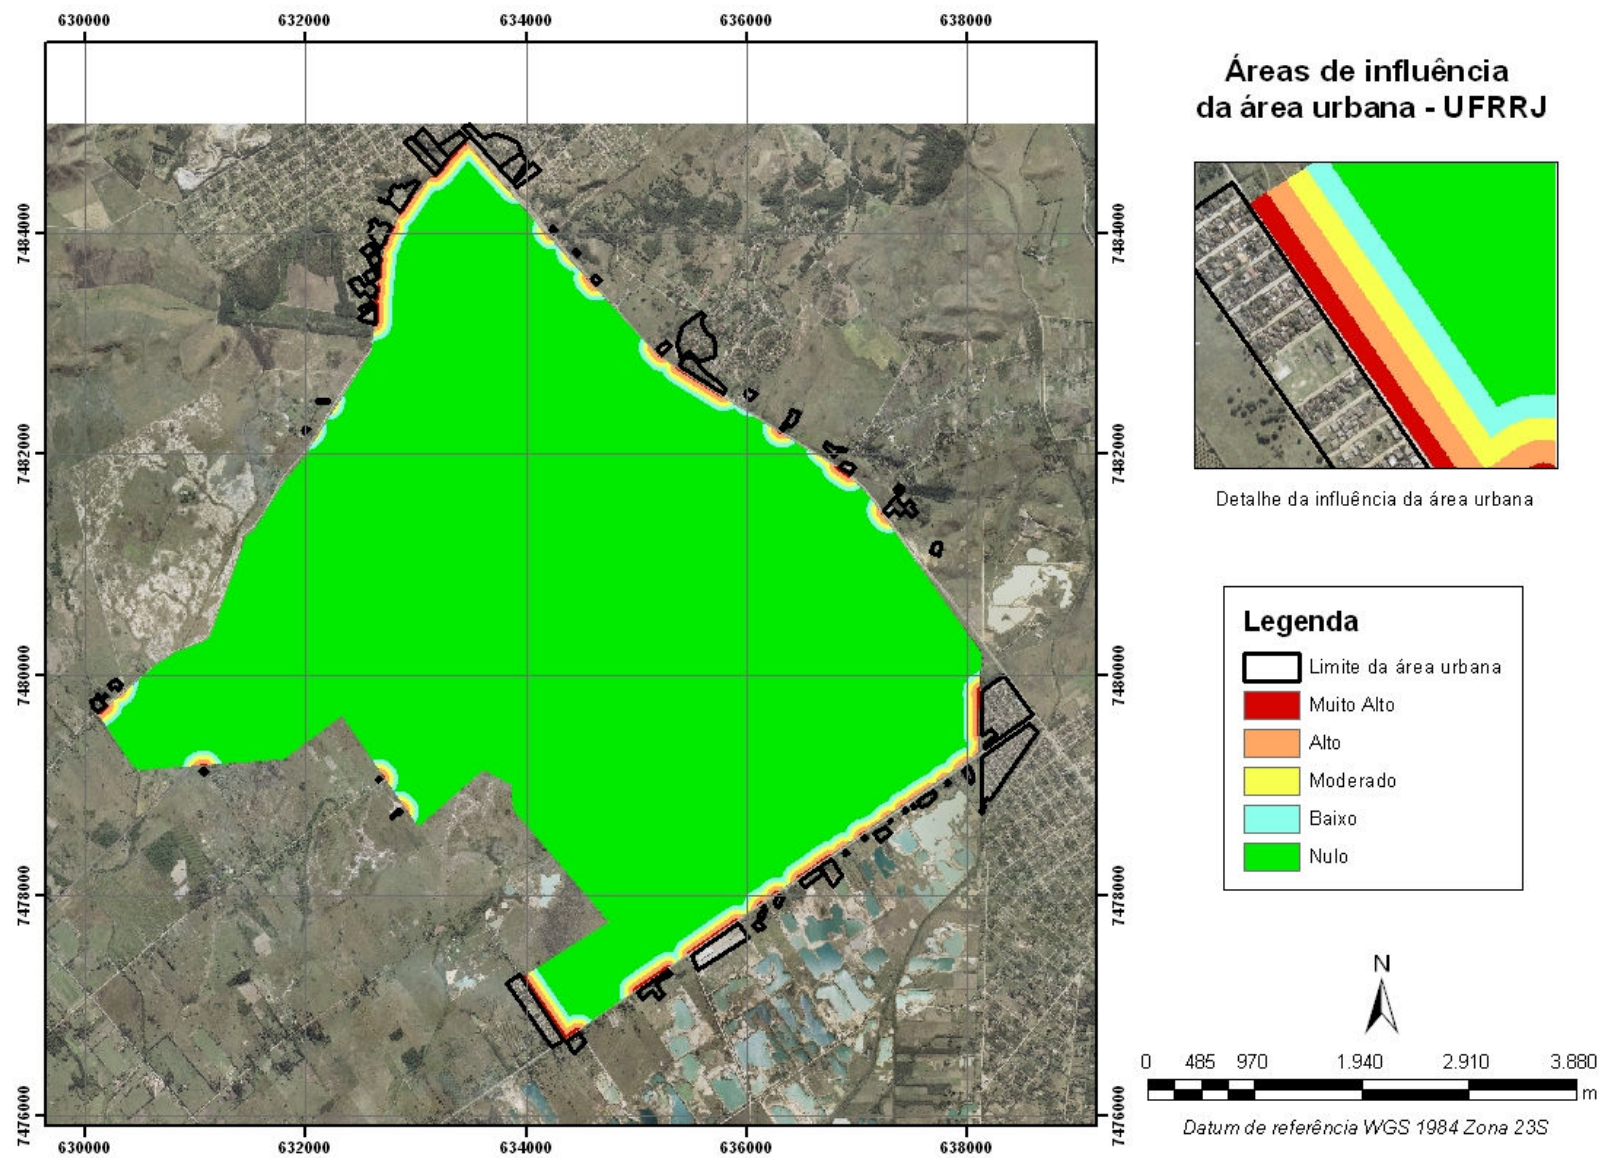 630000 632000 634000 636000 638000
Áreas de influência
da área urbana - UFRRJ
7484000 7484000
7482000 7482000
Detalhe da influência da área urbana
Legenda
Limite da área urbana
Muito Alto
Alto
Moderado
Baixo
Nulo
7480000 7480000
7478000 7478000
N
0 485 970 1.940 2.910 3.880
m
7476000 7476000
Datum de referência WGS 1984 Zona 23S
630000 632000 634000 636000 638000